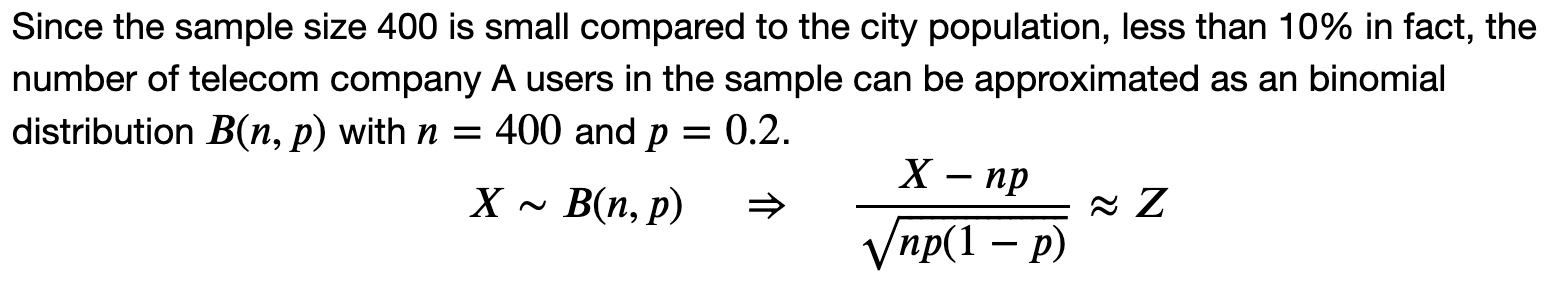 Since the sample size 400 is small compared to the city population, less than 10% in fact, the
number of telecom company A users in the sample can be approximated as an binomial
distribution B(n, p) with n = 400 and p = 0.2.
X ∼ B(n, p) ⇒ \frac{X − np}{\sqrt{np(1 − p)}} ≈ Z